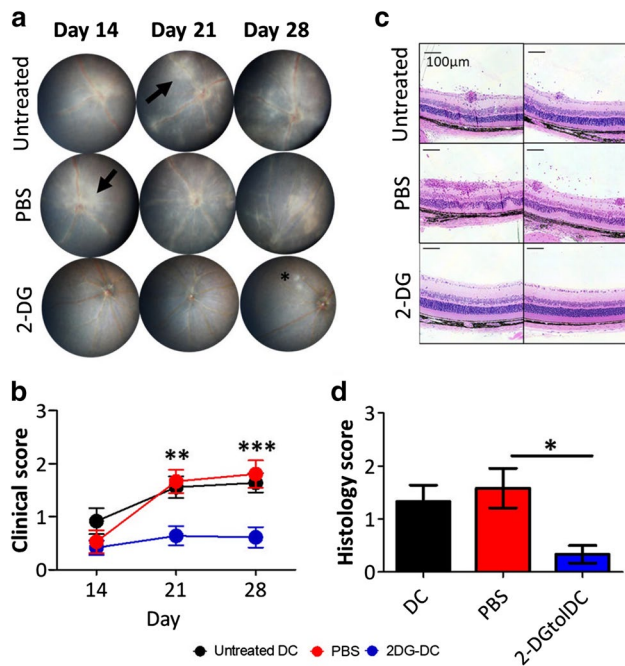 a
Day 14 Day 21 Day 28
Untreated
PBS
2-DG
*
b
Clinical score
3
2
1
0
** ***
14 21 28
Day
Untreated DC PBS 2DG-DC
c
100µm
Untreated
PBS
2-DG
d
Histology score
3
2
1
0
*
DC PBS 2-DGtolDC